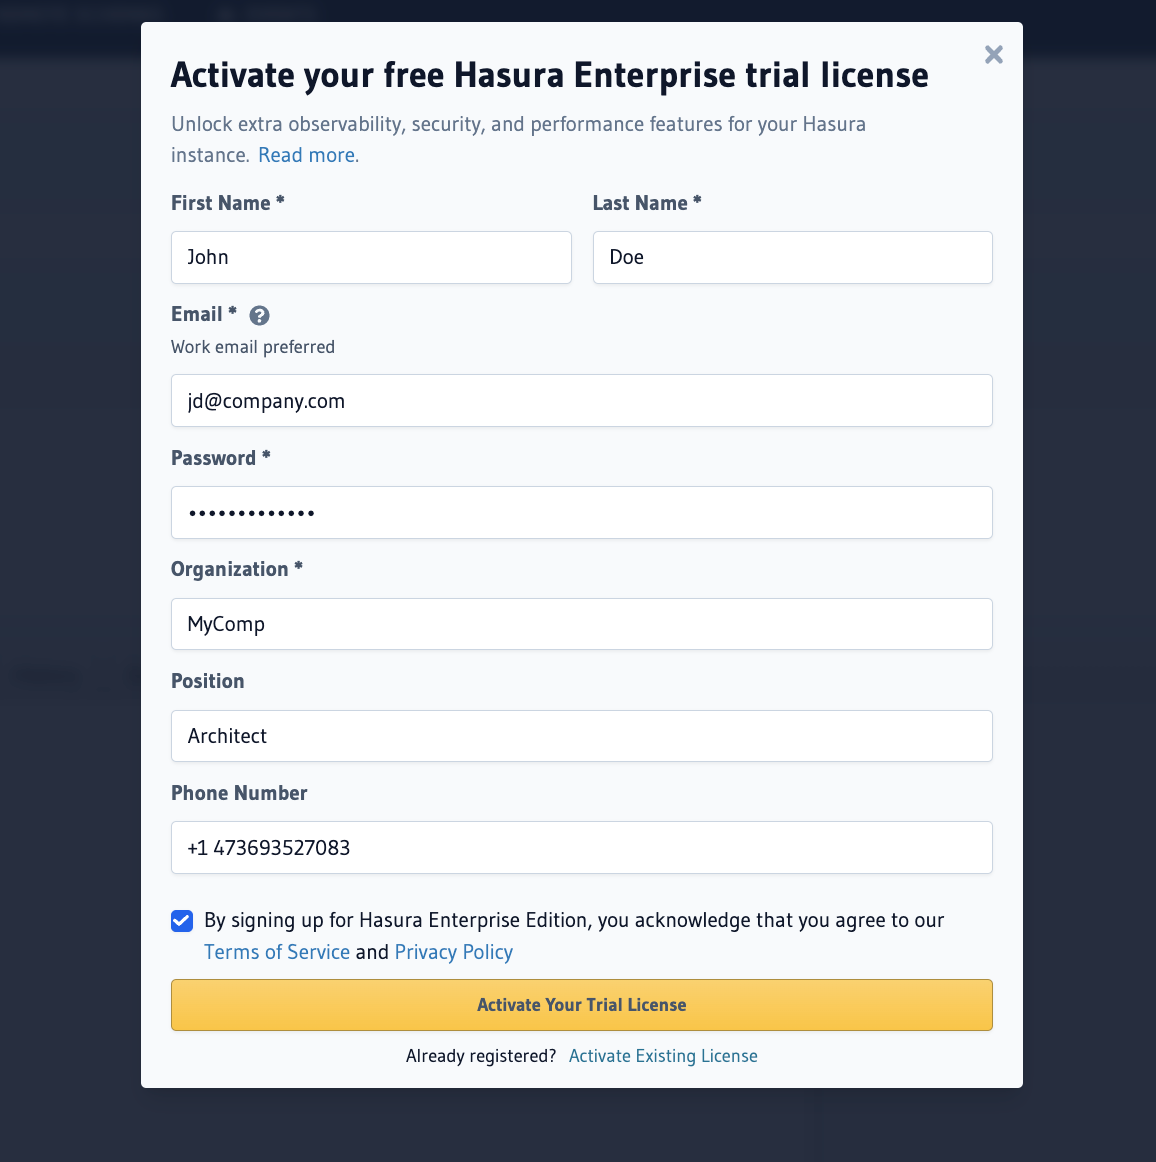 Activate your free Hasura Enterprise trial license
Unlock extra observability, security, and performance features for your Hasura
instance. Read more.
First Name * Last Name *
John Doe
Email * ?
Work email preferred
jd@company.com
Password *
•••••••••••••
Organization *
MyComp
Position
Architect
Phone Number
+1 473693527083
By signing up for Hasura Enterprise Edition, you acknowledge that you agree to our
Terms of Service and Privacy Policy
Activate Your Trial License
Already registered? Activate Existing License